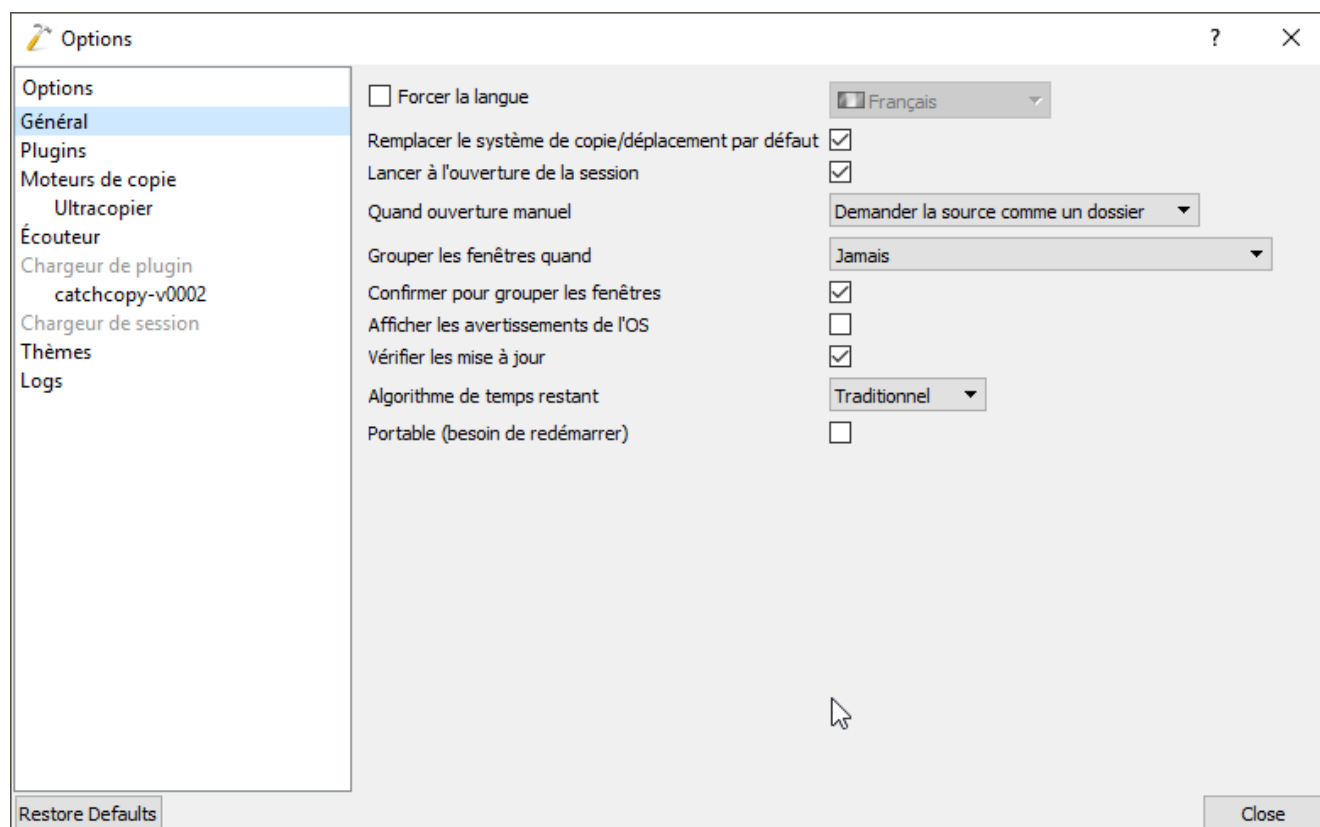 Options
?
Options
Général
Plugins
Moteurs de copie
Ultracopier
Écouteur
Chargeur de plugin
catchcopy-v0002
Chargeur de session
Thèmes
Logs
Forcer la langue
Français
Remplacer le système de copie/déplacement par défaut
Lancer à l'ouverture de la session
Quand ouverture manuel
Demander la source comme un dossier
Grouper les fenêtres quand
Jamais
Confirmer pour grouper les fenêtres
Afficher les avertissements de l'OS
Vérifier les mise à jour
Algorithme de temps restant
Traditionnel
Portable (besoin de redémarrer)
Restore Defaults
Close